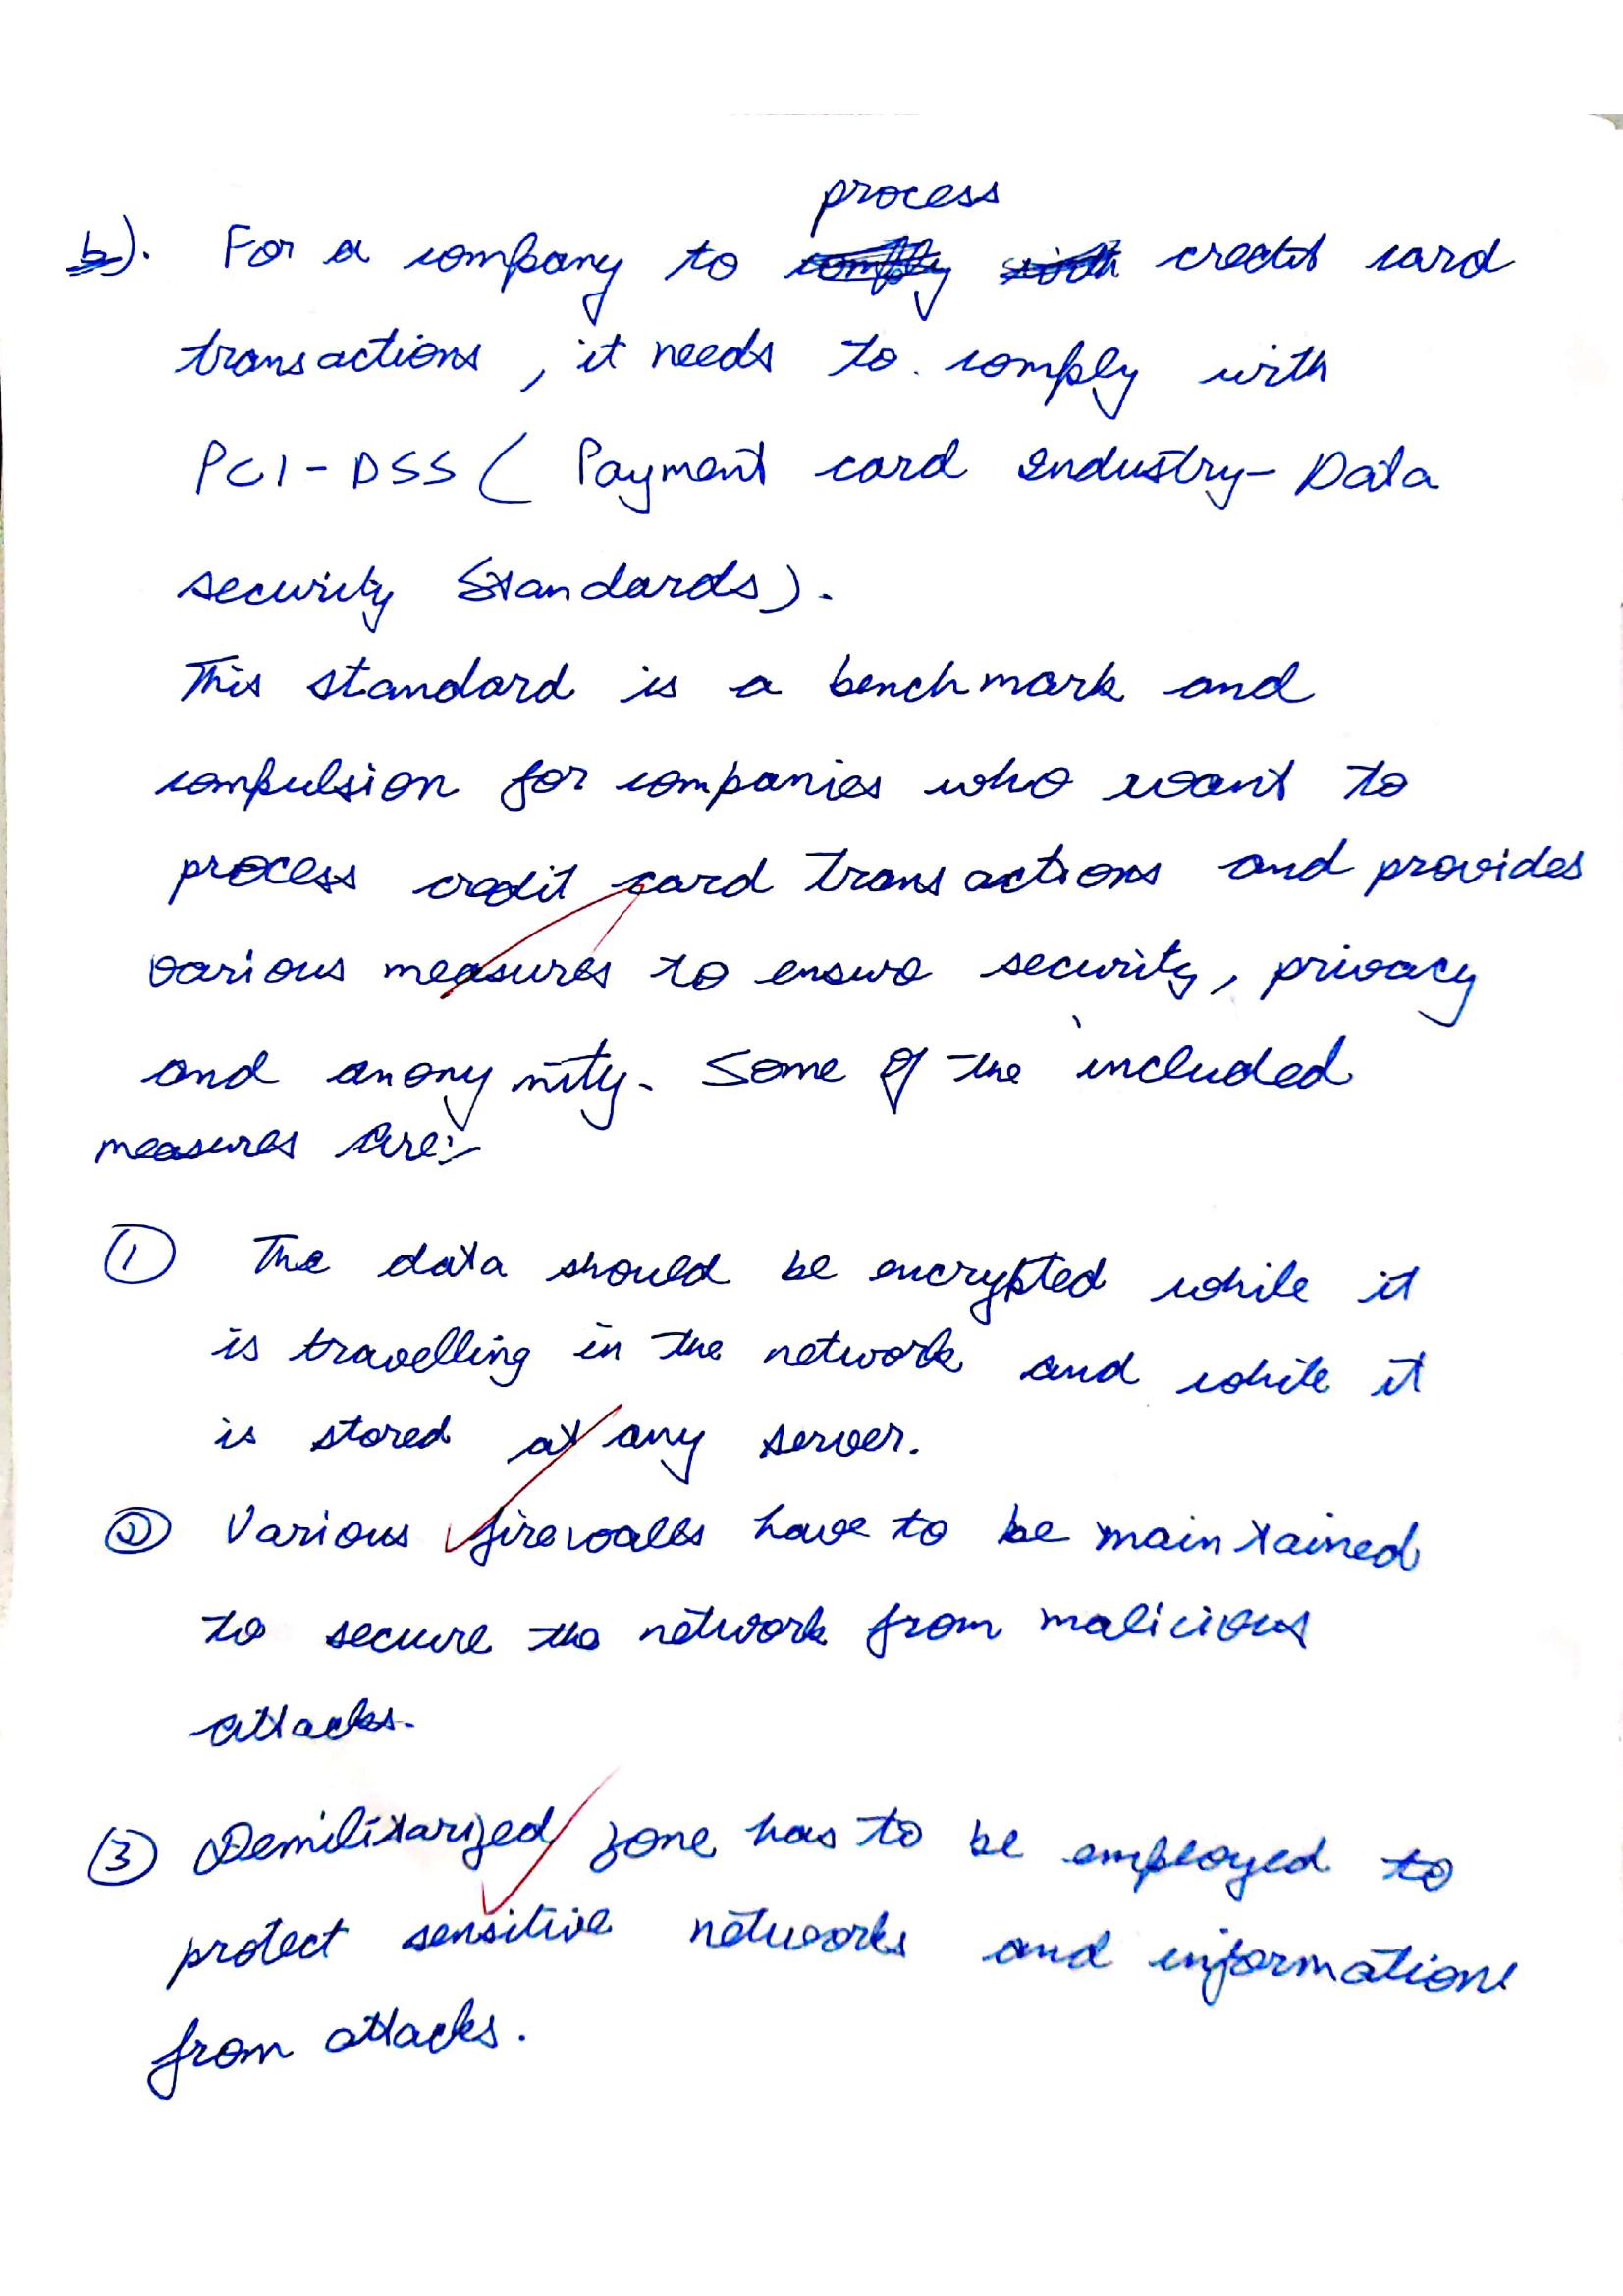 process
b). For a company to comply with credit card
transactions, it needs to comply with
PCI-DSS ( Payment card Industry- Data
security Standards).
This standard is a benchmark and
compulsion for companies who want to
process credit card transactions and provides
various measures to ensure security, privacy
and anonymity. Some of the included
measures are:-
① The data should be encrypted while it
is travelling in the network and while it
is stored at any server.
② Various firewalls have to be maintained
to secure the network from malicious
attacks.
③ Demilitarized zone has to be employed to
protect sensitive networks and informations
from attacks.